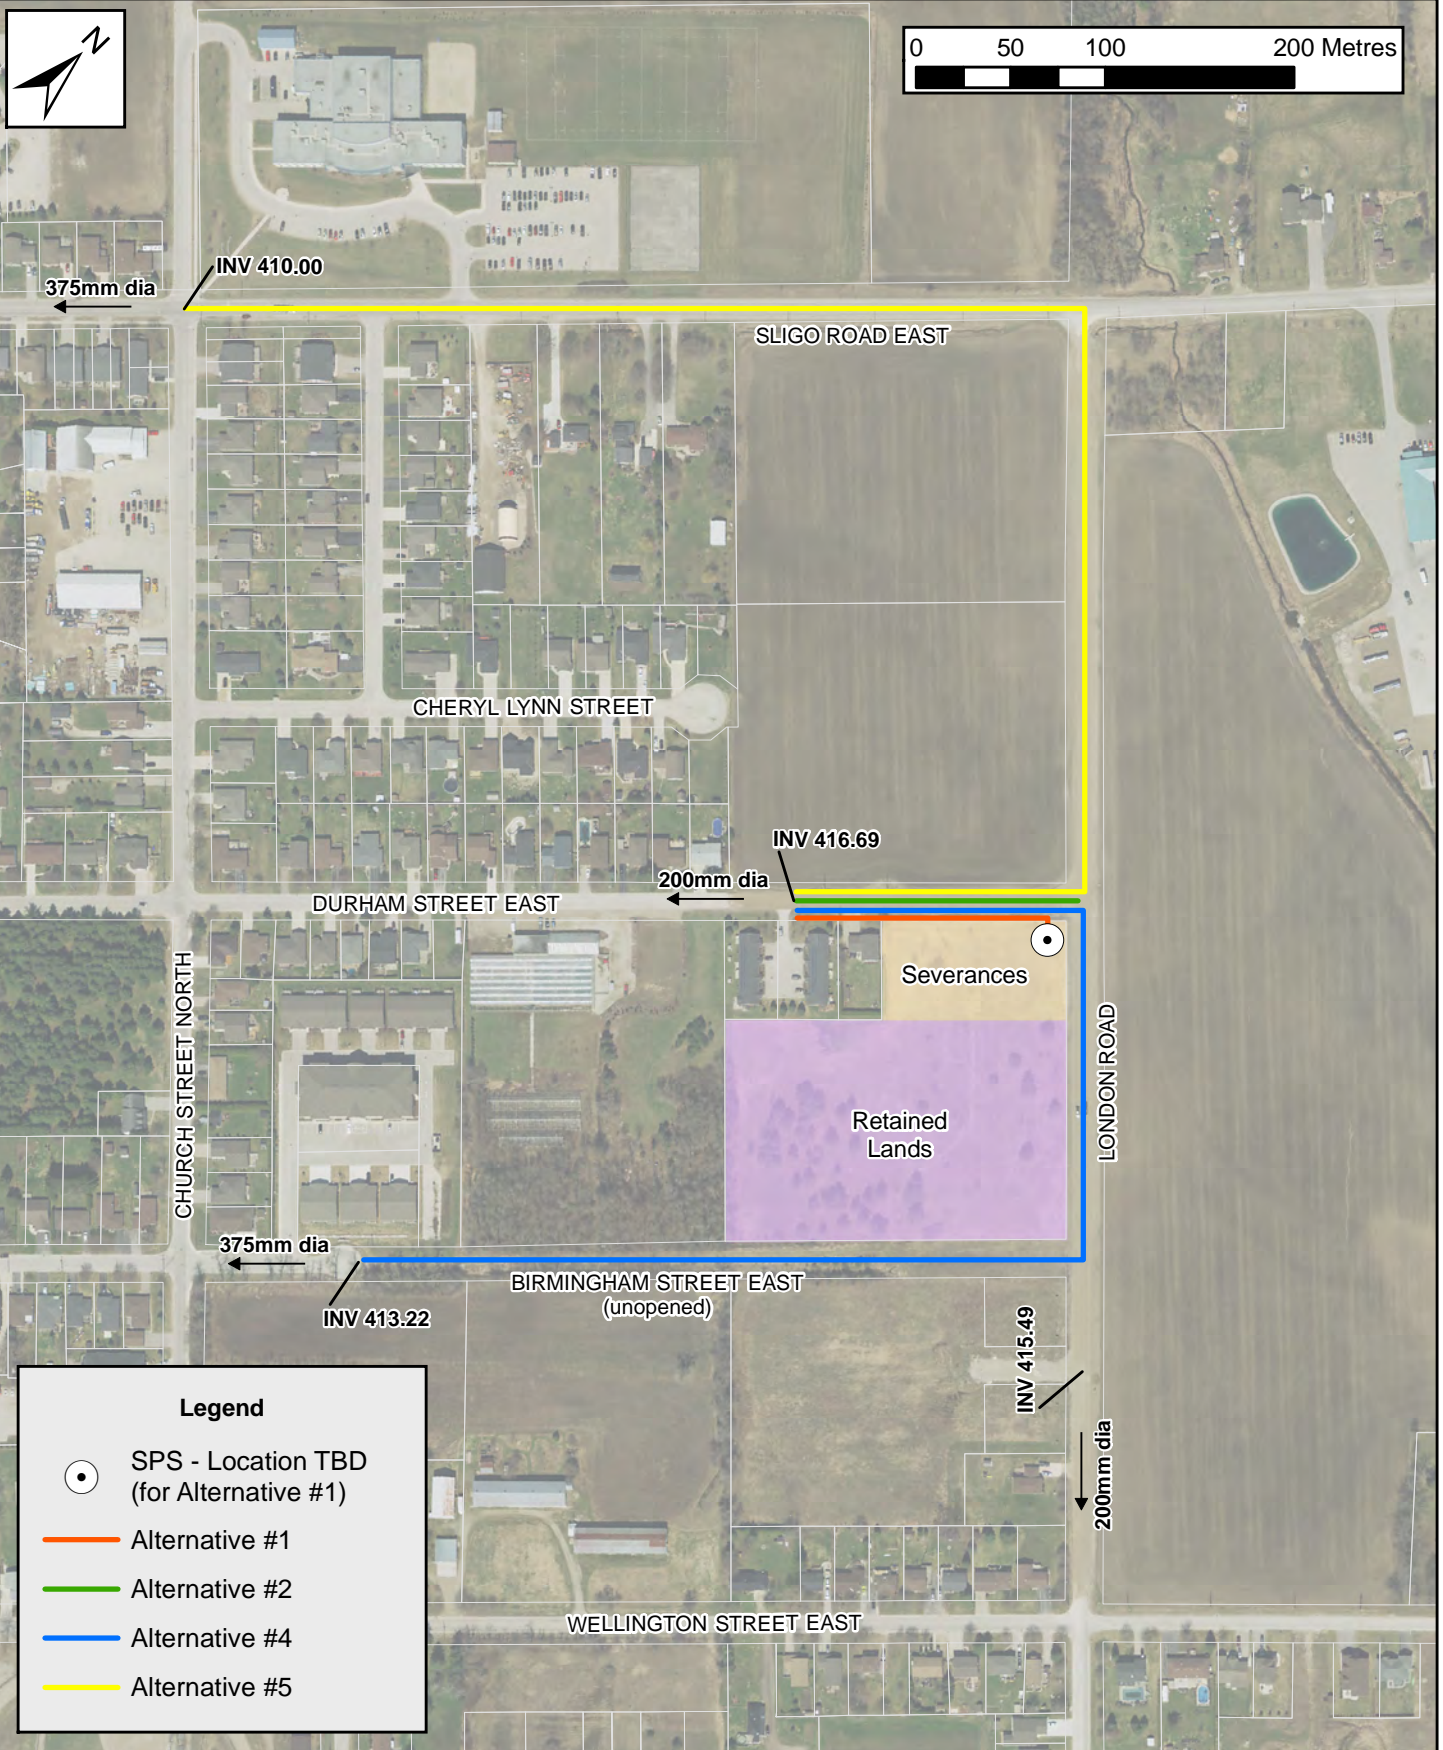 N
0 50 100 200 Metres
INV 410.00
375mm dia
SLIGO ROAD EAST
CHERYL LYNN STREET
INV 416.69
200mm dia
DURHAM STREET EAST
Severances
CHURCH STREET NORTH
LONDON ROAD
Retained
Lands
375mm dia
BIRMINGHAM STREET EAST
(unopened)
INV 413.22
INV 415.49
200mm dia
WELLINGTON STREET EAST
Legend
SPS - Location TBD
(for Alternative #1)
Alternative #1
Alternative #2
Alternative #4
Alternative #5